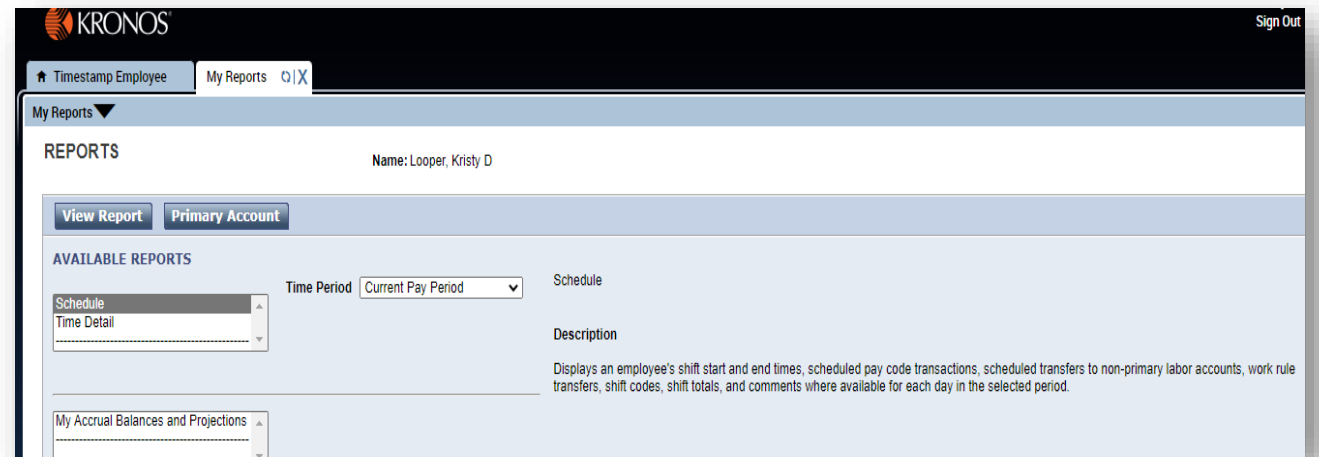 KRONOS
Sign Out
Timestamp Employee
My Reports
My Reports
REPORTS
Name: Looper, Kristy D
View Report
Primary Account
AVAILABLE REPORTS
Time Period Current Pay Period
Schedule
Time Detail
Schedule
Description
Displays an employee's shift start and end times, scheduled pay code transactions, scheduled transfers to non-primary labor accounts, work rule
transfers, shift codes, shift totals, and comments where available for each day in the selected period.
My Accrual Balances and Projections